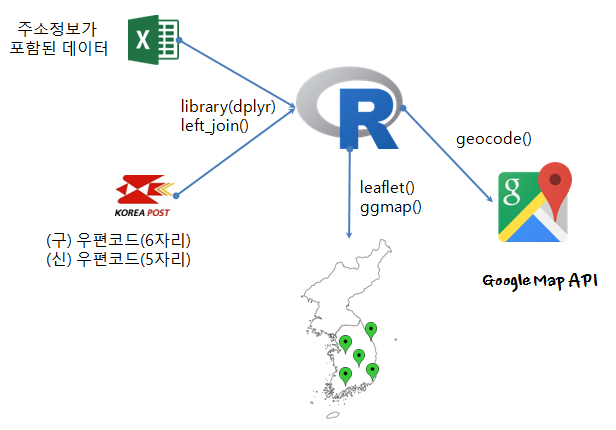 주소정보가
포함된 데이터
X
library(dplyr)
left_join()
R
geocode()
KOREA POST
(구) 우편코드(6자리)
(신) 우편코드(5자리)
leaflet()
ggmap()
g
Google Map API